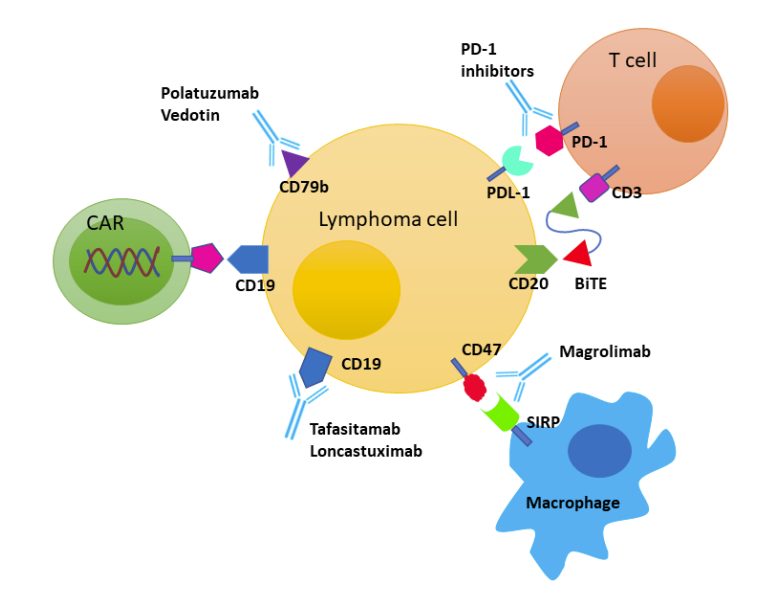 PD-1
inhibitors
T cell
Polatuzumab
Vedotin
PD-1
CD79b
PDL-1
CD3
CAR
Lymphoma cell
CD19
CD20
BiTE
CD47
Magrolimab
CD19
SIRP
Tafasitamab
Loncastuximab
Macrophage